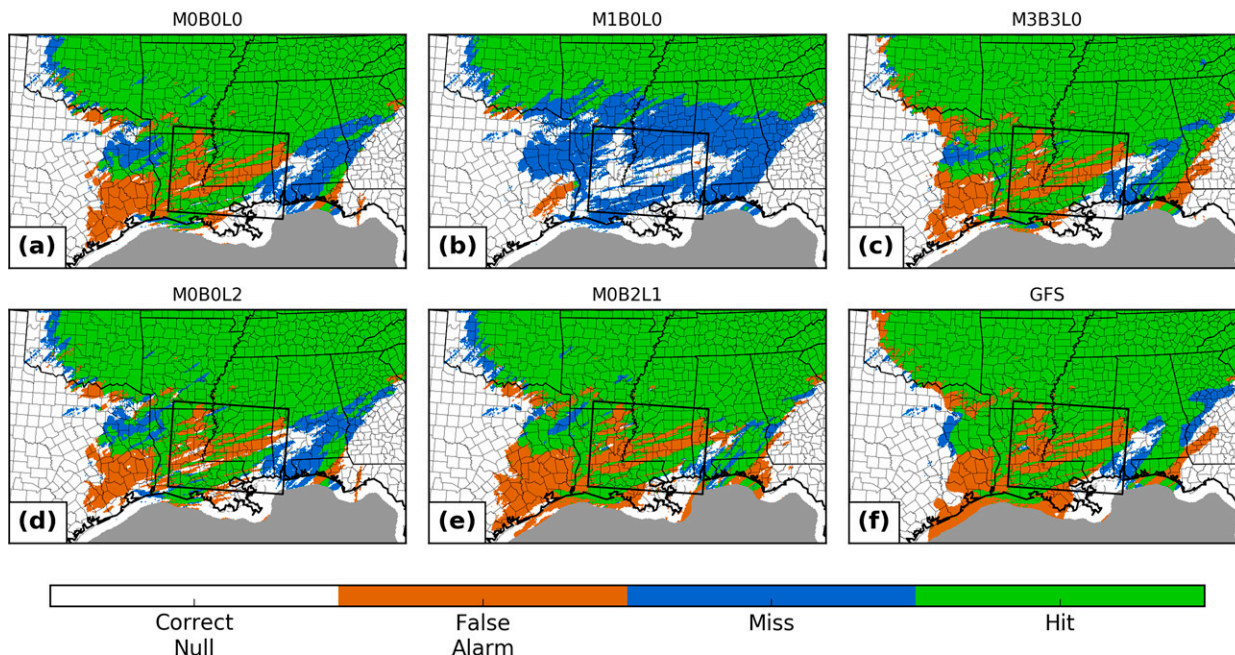 M0B0L0
M1B0L0
M3B3L0
(a)
(b)
(c)
M0B0L2
M0B2L1
GFS
(d)
(e)
(f)
Correct
Null
False
Alarm
Miss
Hit